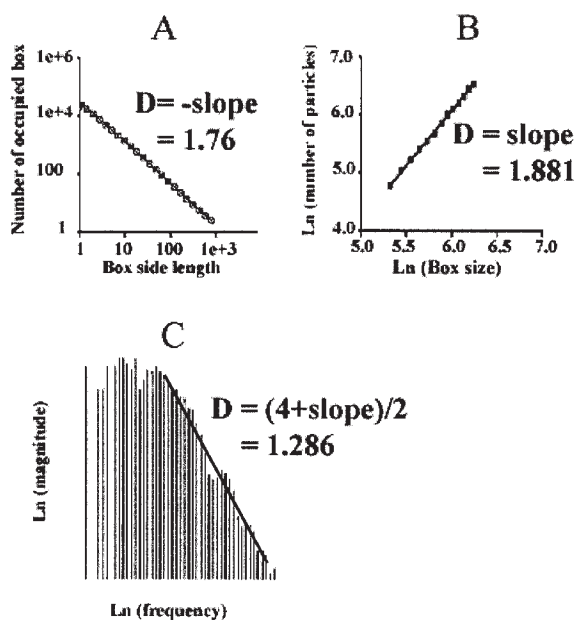 A
Number of occupied box
1e+6
1e+4
100
1
D= -slope
= 1.76
1
10
100
1e+3
Box side length
B
Ln (number of particles)
7.0
6.0
5.0
4.0
D = slope
= 1.881
5.0
5.5
6.0
6.5
7.0
Ln (Box size)
C
Ln (magnitude)
D = (4+slope)/2
= 1.286
Ln (frequency)